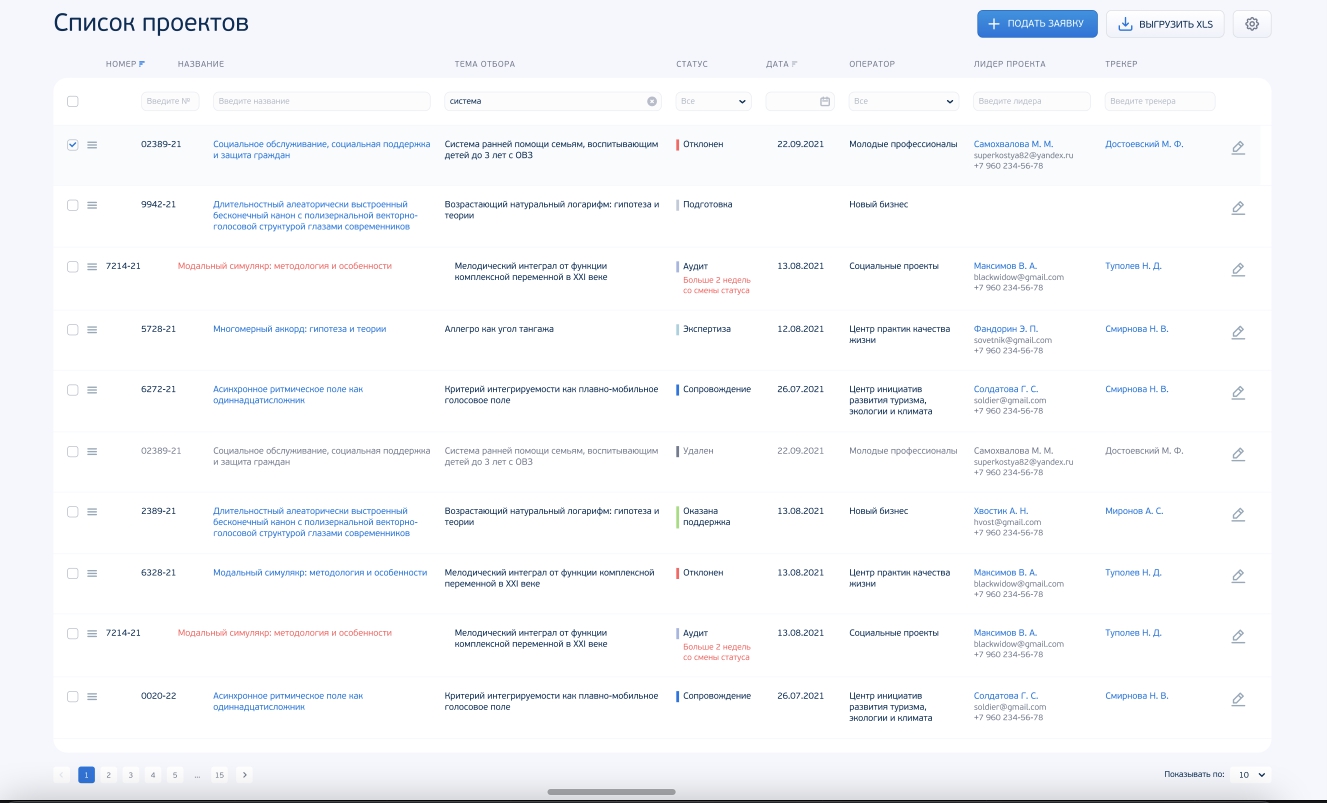 Список проектов
ПОДАТЬ ЗАЯВКУ
ВЫГРУЗИТЬ XLS
НОМЕР НАЗВАНИЕ ТЕМА ОТБОРА СТАТУС ДАТА ОПЕРАТОР ЛИДЕР ПРОЕКТА ТРЕКЕР
Введите № Введите название система Все Все Введите лидера Введите тренера
02389-21 Социальное обслуживание, социальная поддержка Система ранней помощи семьям, воспитывающим Отклонен 22.09.2021 Молодые профессионалы Самохвалова М. М. Достоевский М. Ф.
и защита граждан детей до 3 лет с ОВЗ superkostya82@yandex.ru
+7 960 234-56-78
9942-21 Длительностный алеаторически выстроенный Возрастающий натуральный логарифм: гипотеза и Подготовка Новый бизнес
бесконечный канон с полизеркальной векторно- теории
голосовой структурой глазами современников
7214-21 Модальный симулякр: методология и особенности Мелодический интеграл от функции Аудит 13.08.2021 Социальные проекты Максимов В. А. Туполев Н. Д.
комплексной переменной в XXI веке Больше 2 недель blackwidow@gmail.com
со смены статуса +7 960 234-56-78
5728-21 Многомерный аккорд: гипотеза и теории Аллегро как угол тангажа Экспертиза 12.08.2021 Центр практик качества Фандорин Э. П. Смирнова Н. В.
жизни sovetnik@gmail.com
+7 960 234-56-78
6272-21 Асинхронное ритмическое поле как Критерий интегрируемости как плавно-мобильное Сопровождение 26.07.2021 Центр инициатив Солдатова Г. С. Смирнова Н. В.
одиннадцатисложник голосовое поле развития туризма, soldier@gmail.com
экологии и климата +7 960 234-56-78
02389-21 Социальное обслуживание, социальная поддержка Система ранней помощи семьям, воспитывающим Удален 22.09.2021 Молодые профессионалы Самохвалова М. М. Достоевский М. Ф.
и защита граждан детей до 3 лет с ОВЗ superkostya82@yandex.ru
+7 960 234-56-78
2389-21 Длительностный алеаторически выстроенный Возрастающий натуральный логарифм: гипотеза и Оказана 13.08.2021 Новый бизнес Хвостик А. Н. Миронов А. С.
бесконечный канон с полизеркальной векторно- теории поддержка hvost@gmail.com
голосовой структурой глазами современников +7 960 234-56-78
6328-21 Модальный симулякр: методология и особенности Мелодический интеграл от функции комплексной Отклонен 13.08.2021 Центр практик качества Максимов В. А. Туполев Н. Д.
переменной в XXI веке жизни blackwidow@gmail.com
+7 960 234-56-78
7214-21 Модальный симулякр: методология и особенности Мелодический интеграл от функции Аудит 13.08.2021 Социальные проекты Максимов В. А. Туполев Н. Д.
комплексной переменной в XXI веке Больше 2 недель blackwidow@gmail.com
со смены статуса +7 960 234-56-78
0020-22 Асинхронное ритмическое поле как Критерий интегрируемости как плавно-мобильное Сопровождение 26.07.2021 Центр инициатив Солдатова Г. С. Смирнова Н. В.
одиннадцатисложник голосовое поле развития туризма, soldier@gmail.com
экологии и климата +7 960 234-56-78
1 2 3 4 5 ... 15 Показывать по: 10